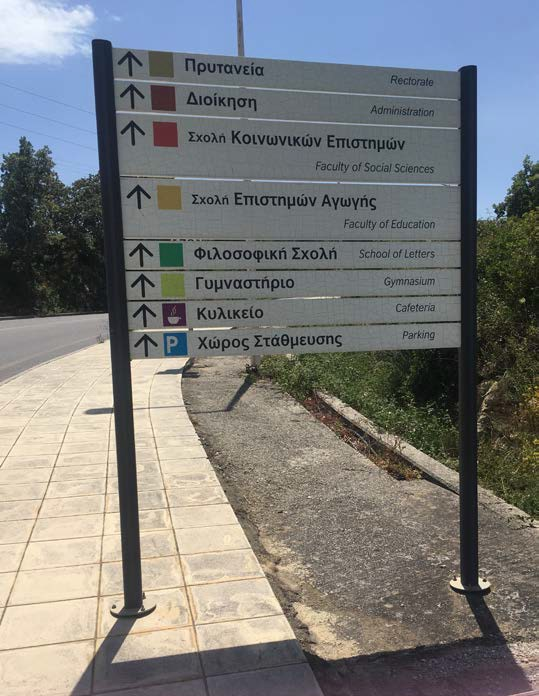 Πρυτανεία
Rectorate
Διοίκηση
Administration
Σχολή Κοινωνικών Επιστημών
Faculty of Social Sciences
Σχολή Επιστημών Αγωγής
Faculty of Education
Φιλοσοφική Σχολή School of Letters
Γυμναστήριο
Gymnasium
Κυλικείο
Cafeteria
P Χώρος Στάθμευσης
Parking